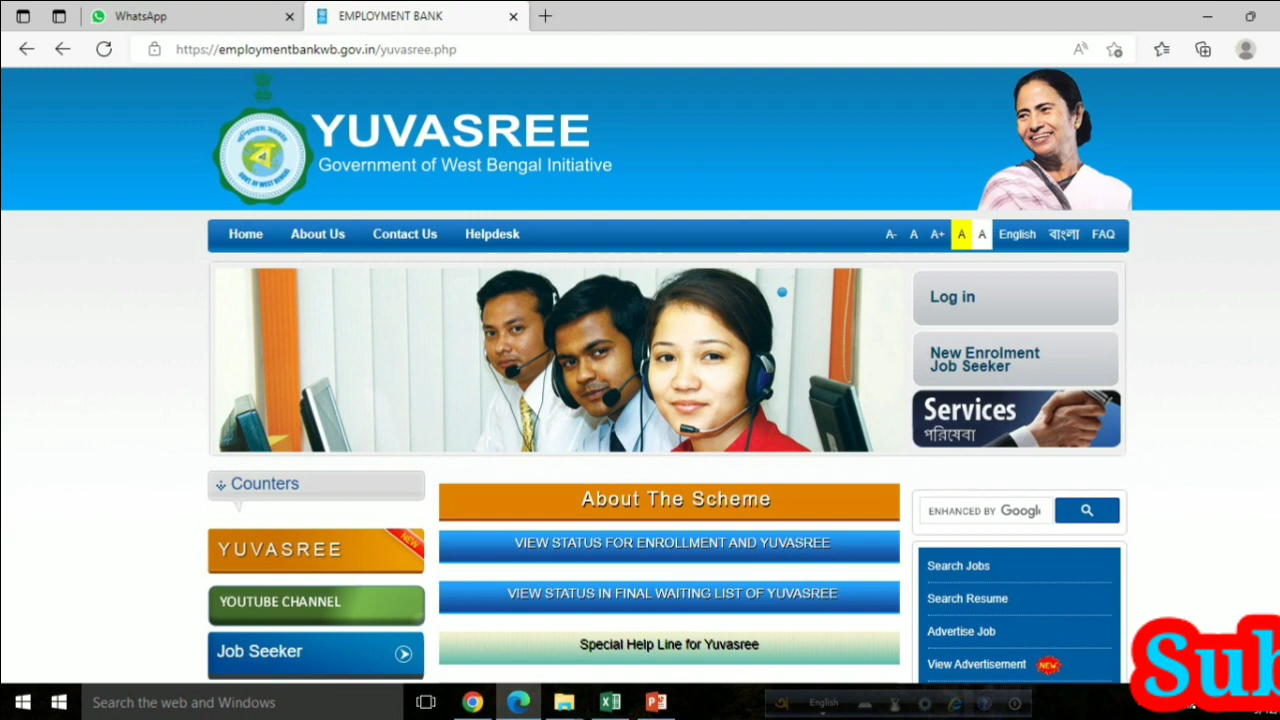 WhatsApp
EMPLOYMENT BANK
https://employmentbankwb.gov.in/yuvasree.php
YUVASREE
Government of West Bengal Initiative
Home About Us Contact Us Helpdesk
A- A A+ A A English বাংলা FAQ
Log in
New Enrolment
Job Seeker
Services
পরিষেবা
Counters
About The Scheme
ENHANCED BY Google
YUVASREE NEW
VIEW STATUS FOR ENROLLMENT AND YUVASREE
YOUTUBE CHANNEL
VIEW STATUS IN FINAL WAITING LIST OF YUVASREE
Job Seeker
Special Help Line for Yuvasree
Search Jobs
Search Resume
Advertise Job
View Advertisement NEW
Sub
Search the web and Windows
English